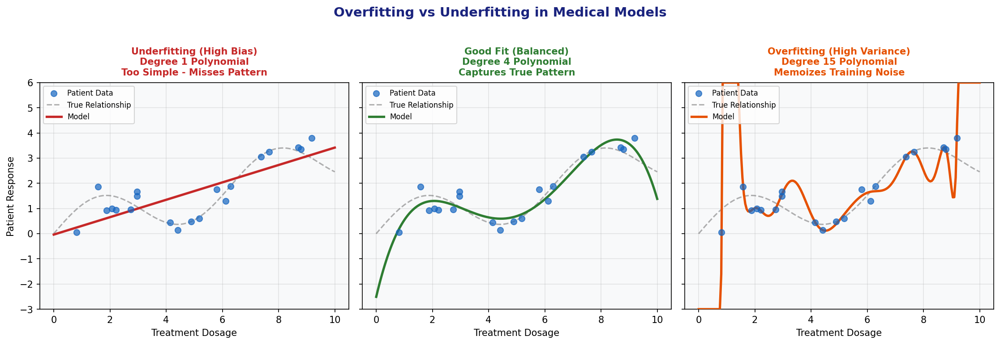 Overfitting vs Underfitting in Medical Models
Underfitting (High Bias)
Degree 1 Polynomial
Too Simple - Misses Pattern
Patient Data
True Relationship
Model
6
5
4
3
2
1
0
−1
−2
−3
Patient Response
0 2 4 6 8 10
Treatment Dosage
Good Fit (Balanced)
Degree 4 Polynomial
Captures True Pattern
Patient Data
True Relationship
Model
0 2 4 6 8 10
Treatment Dosage
Overfitting (High Variance)
Degree 15 Polynomial
Memoizes Training Noise
Patient Data
True Relationship
Model
0 2 4 6 8 10
Treatment Dosage